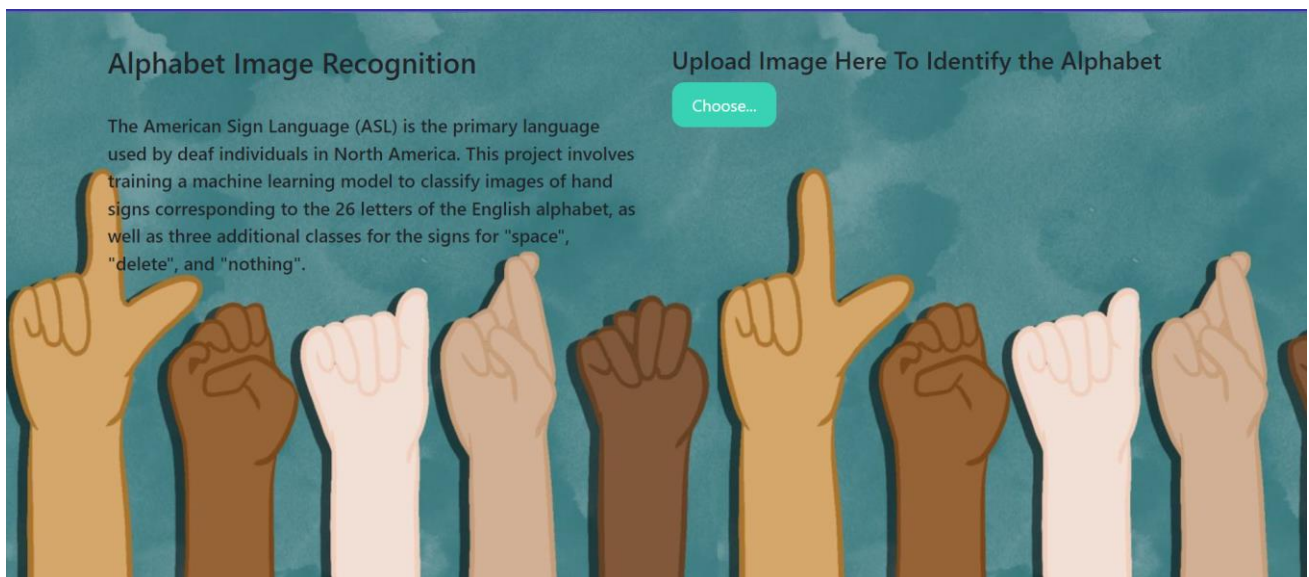 Alphabet Image Recognition
The American Sign Language (ASL) is the primary language
used by deaf individuals in North America. This project involves
training a machine learning model to classify images of hand
signs corresponding to the 26 letters of the English alphabet, as
well as three additional classes for the signs for "space",
"delete", and "nothing".
Upload Image Here To Identify the Alphabet
Choose...